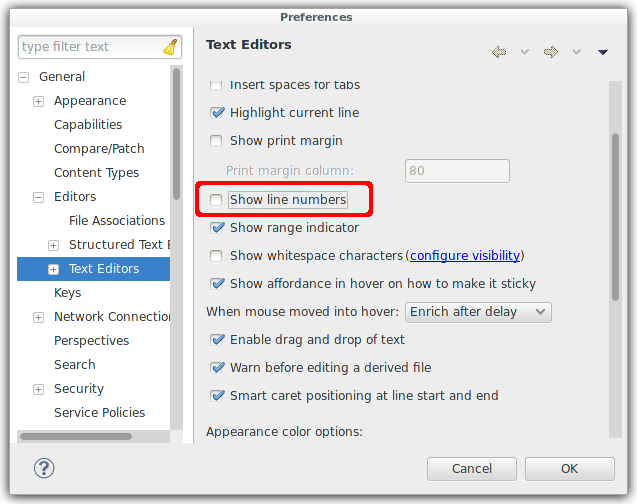 Preferences
type filter text
General
Appearance
Capabilities
Compare/Patch
Content Types
Editors
File Associations
Structured Text E
Text Editors
Keys
Network Connection
Perspectives
Search
Security
Service Policies
Text Editors
Insert spaces for tabs
Highlight current line
Show print margin
Print margin column: 80
Show line numbers
Show range indicator
Show whitespace characters (configure visibility)
Show affordance in hover on how to make it sticky
When mouse moved into hover: Enrich after delay
Enable drag and drop of text
Warn before editing a derived file
Smart caret positioning at line start and end
Appearance color options:
?
Cancel
OK